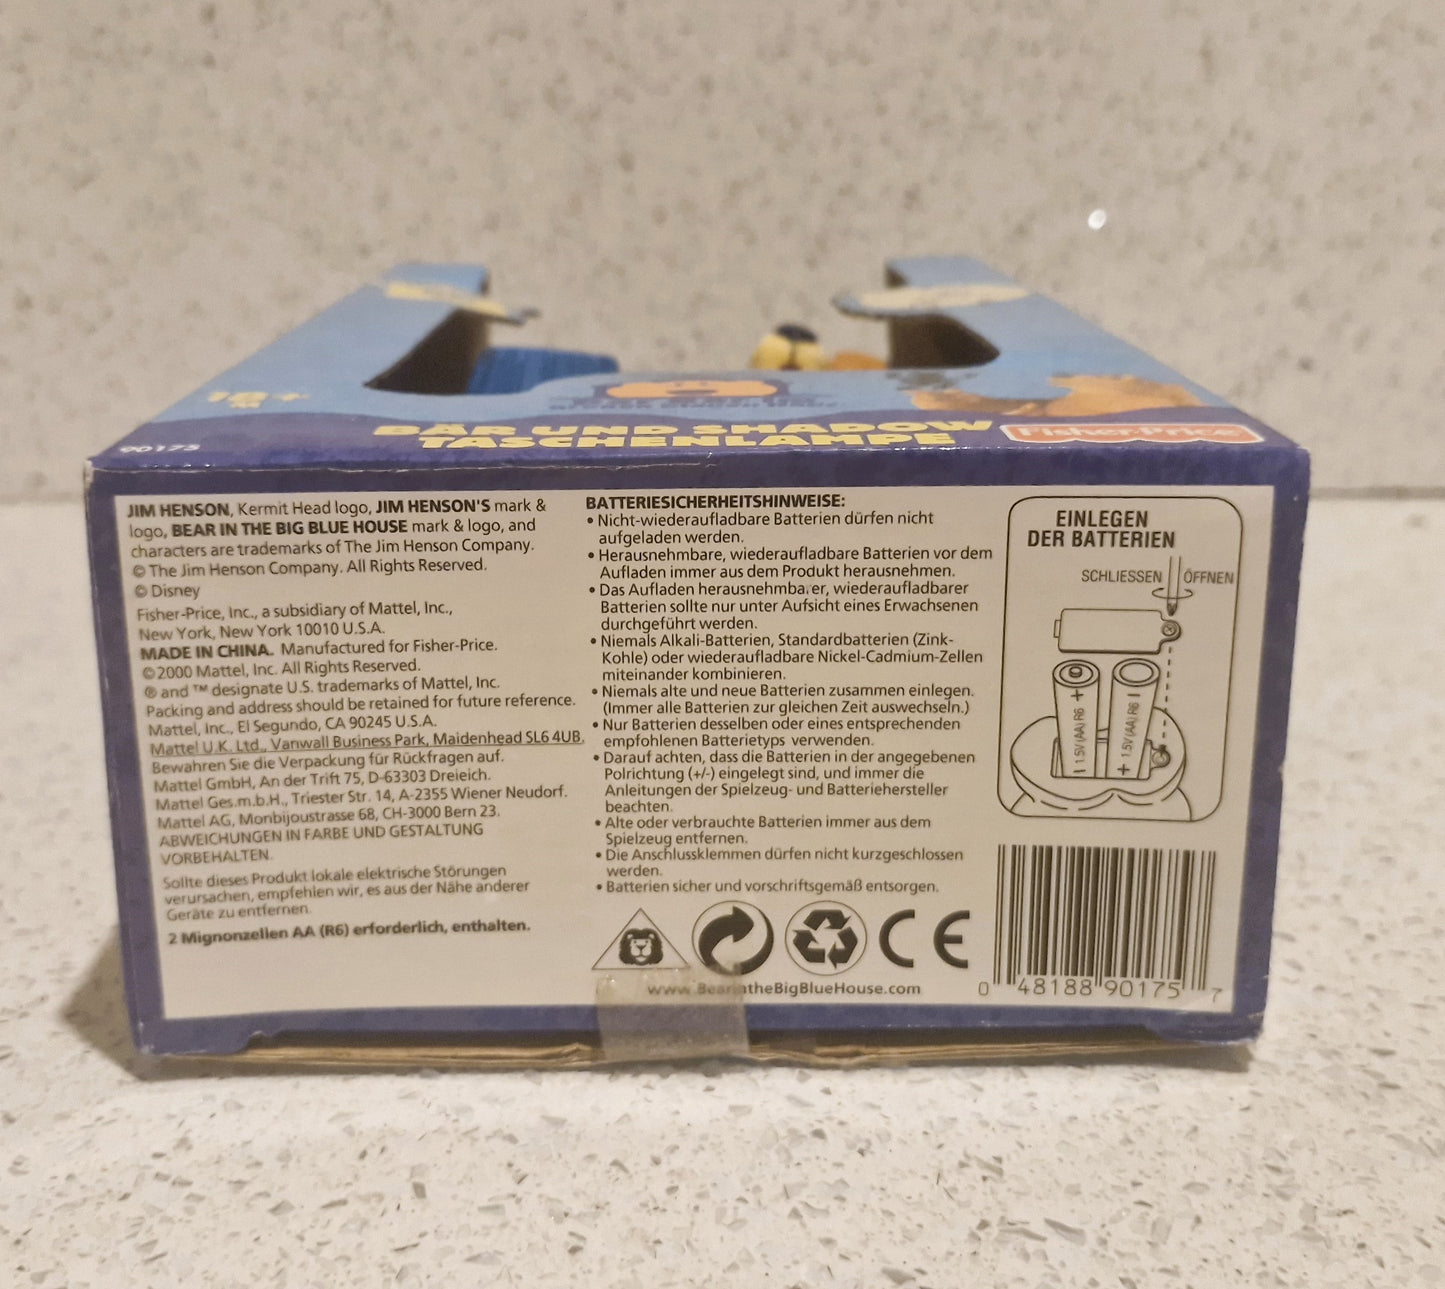 18+
M
90175
BÄR UND SHADOW
TASCHENLAMPE
Fisher-Price
JIM HENSON, Kermit Head logo, JIM HENSON'S mark &
logo, BEAR IN THE BIG BLUE HOUSE mark & logo, and
characters are trademarks of The Jim Henson Company.
© The Jim Henson Company. All Rights Reserved.
© Disney
Fisher-Price, Inc., a subsidiary of Mattel, Inc.,
New York, New York 10010 U.S.A.
MADE IN CHINA. Manufactured for Fisher-Price.
©2000 Mattel, Inc. All Rights Reserved.
® and ™ designate U.S. trademarks of Mattel, Inc.
Packing and address should be retained for future reference.
Mattel, Inc., El Segundo, CA 90245 U.S.A.
Mattel U.K. Ltd., Vanwall Business Park, Maidenhead SL6 4UB.
Bewahren Sie die Verpackung für Rückfragen auf.
Mattel GmbH, An der Trift 75, D-63303 Dreieich.
Mattel Ges.m.b.H., Triester Str. 14, A-2355 Wiener Neudorf.
Mattel AG, Monbijoustrasse 68, CH-3000 Bern 23.
ABWEICHUNGEN IN FARBE UND GESTALTUNG
VORBEHALTEN.
Sollte dieses Produkt lokale elektrische Störungen
verursachen, empfehlen wir, es aus der Nähe anderer
Geräte zu entfernen.
2 Mignonzellen AA (R6) erforderlich, enthalten.
BATTERIESICHERHEITSHINWEISE:
• Nicht-wiederaufladbare Batterien dürfen nicht
aufgeladen werden.
• Herausnehmbare, wiederaufladbare Batterien vor dem
Aufladen immer aus dem Produkt herausnehmen.
• Das Aufladen herausnehmbarer, wiederaufladbarer
Batterien sollte nur unter Aufsicht eines Erwachsenen
durchgeführt werden.
• Niemals Alkali-Batterien, Standardbatterien (Zink-
Kohle) oder wiederaufladbare Nickel-Cadmium-Zellen
miteinander kombinieren.
• Niemals alte und neue Batterien zusammen einlegen.
(Immer alle Batterien zur gleichen Zeit auswechseln.)
• Nur Batterien desselben oder eines entsprechenden
empfohlenen Batterietyps verwenden.
• Darauf achten, dass die Batterien in der angegebenen
Polrichtung (+/-) eingelegt sind, und immer die
Anleitungen der Spielzeug- und Batteriehersteller
beachten.
• Alte oder verbrauchte Batterien immer aus dem
Spielzeug entfernen.
• Die Anschlussklemmen dürfen nicht kurzgeschlossen
werden.
• Batterien sicher und vorschriftsgemäß entsorgen.
CE
www.BearintheBigBlueHouse.com
EINLEGEN
DER BATTERIEN
SCHLIESSEN ÖFFNEN
− 1.5V (AA) R6 +
+ 1.5V (AA) R6 −
0 48188 90175 7